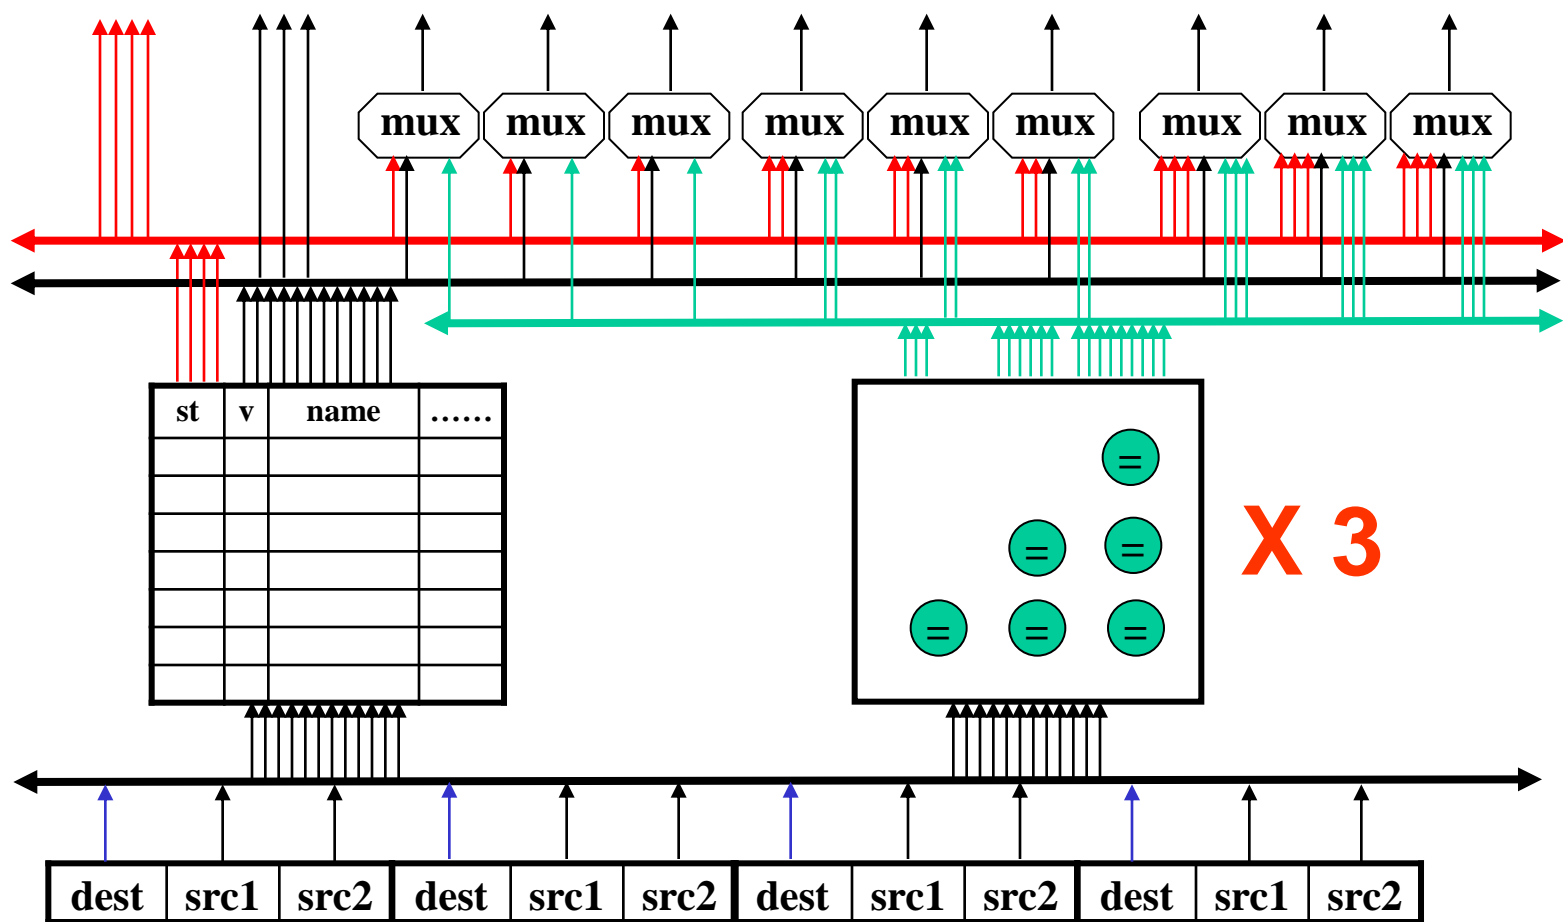 mux mux mux mux mux mux mux mux mux
st v name ......
=
= =
X 3
= = =
dest src1 src2 dest src1 src2 dest src1 src2 dest src1 src2